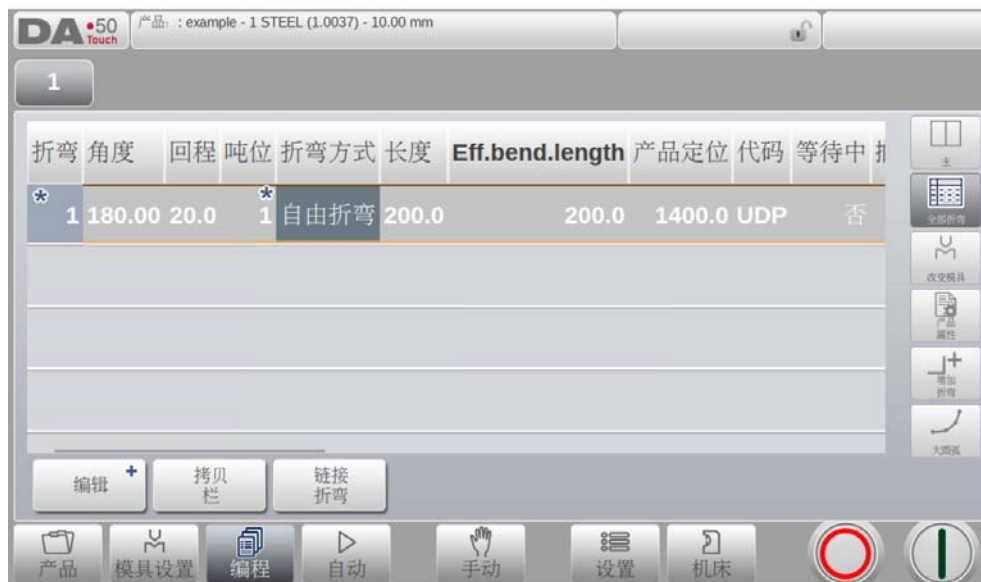 DA•50
Touch
产品: : example - 1 STEEL (1.0037) - 10.00 mm
1
折弯 角度 回程 吨位 折弯方式 长度 Eff.bend.length 产品定位 代码 等待中
* 1 180.00 20.0 * 1 自由折弯 200.0 200.0 1400.0 UDP 否
主
全部折弯
改变模具
产品
属性
增加
折弯
大圆弧
编辑 +
拷贝
栏
链接
折弯
产品 模具设置 编程 自动 手动 设置 机床